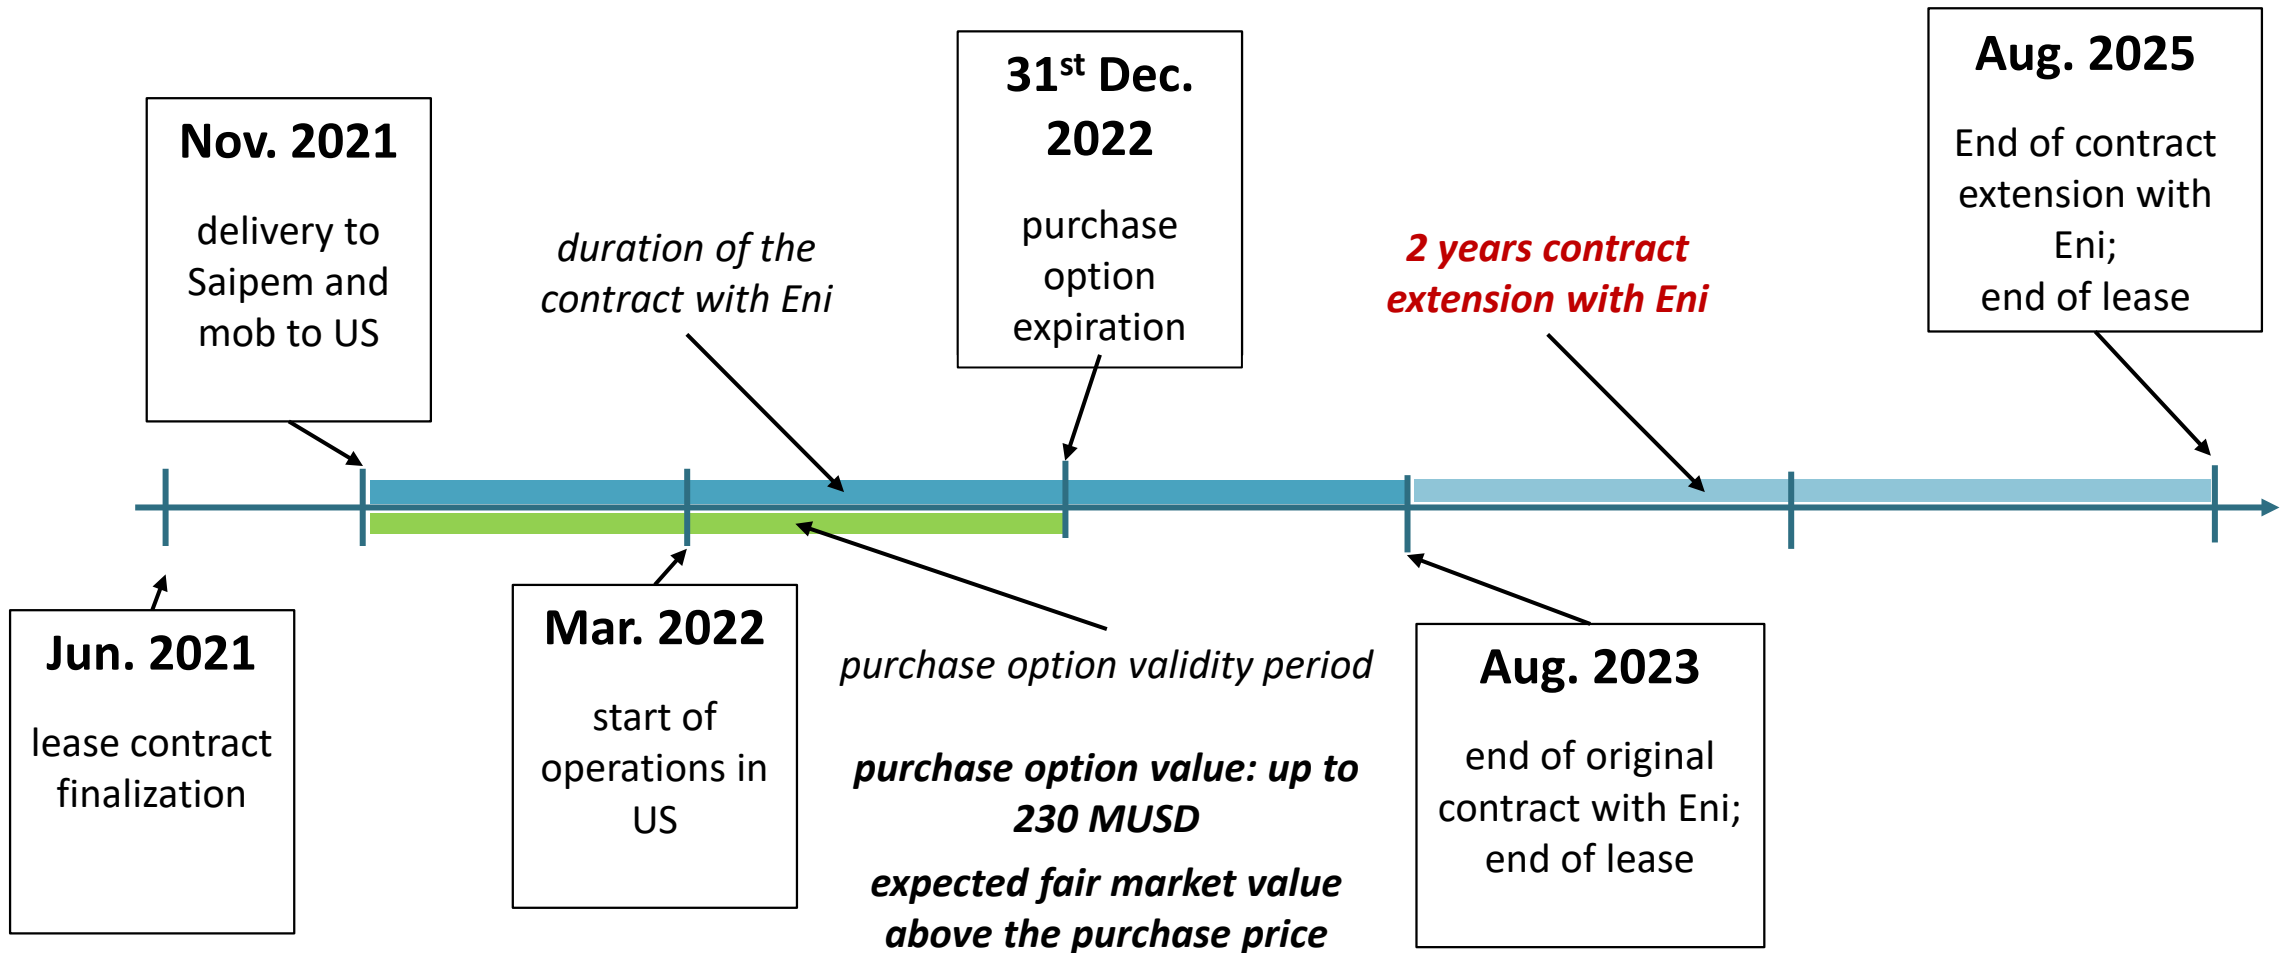 Nov. 2021
delivery to
Saipem and
mob to US
duration of the
contract with Eni
31st Dec.
2022
purchase
option
expiration
2 years contract
extension with Eni
Aug. 2025
End of contract
extension with
Eni;
end of lease
Jun. 2021
lease contract
finalization
Mar. 2022
start of
operations in
US
purchase option validity period
purchase option value: up to
230 MUSD
expected fair market value
above the purchase price
Aug. 2023
end of original
contract with Eni;
end of lease